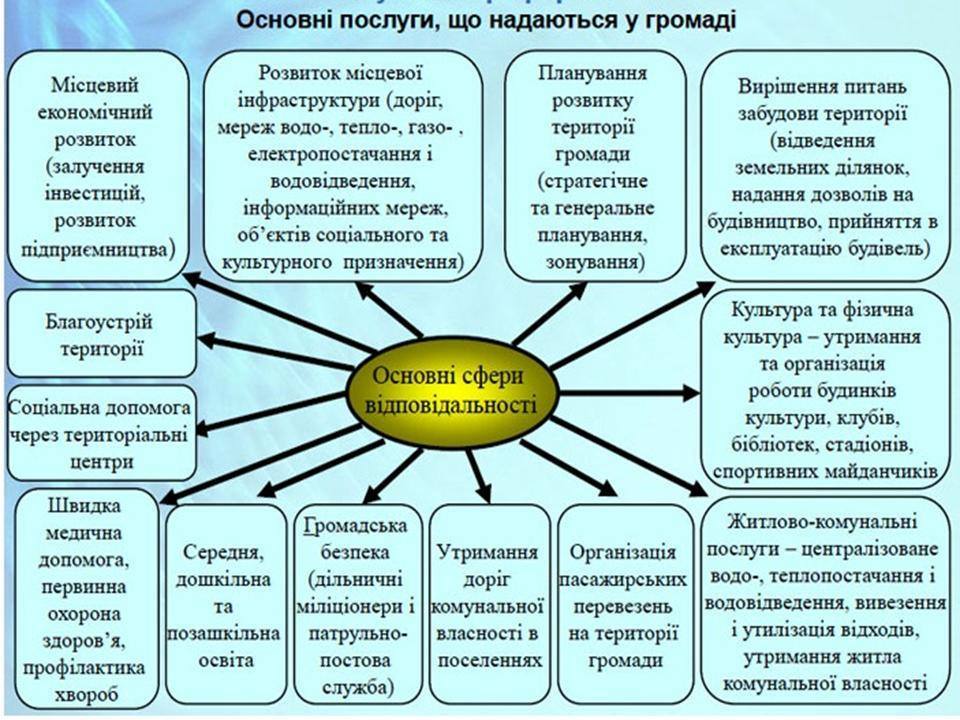 Основні послуги, що надаються у громаді
Місцевий
економічний
розвиток
(залучення
інвестицій,
розвиток
підприємництва)
Розвиток місцевої
інфраструктури (доріг,
мереж водо-, тепло-, газо- ,
електропостачання і
водовідведення,
інформаційних мереж,
об’єктів соціального та
культурного призначення)
Планування
розвитку
території
громади
(стратегічне
та генеральне
планування,
зонування)
Вирішення питань
забудови території
(відведення
земельних ділянок,
надання дозволів на
будівництво, прийняття в
експлуатацію будівель)
Благоустрій
території
Основні сфери
відповідальності
Культура та фізична
культура – утримання
та організація
роботи будинків
культури, клубів,
бібліотек, стадіонів,
спортивних майданчиків
Соціальна допомога
через територіальні
центри
Швидка
медична
допомога,
первинна
охорона
здоров’я,
профілактика
хвороб
Середня,
дошкільна
та
позашкільна
освіта
Громадська
безпека
(дільничні
міліціонери і
патрульно-
постова
служба)
Утримання
доріг
комунальної
власності в
поселеннях
Організація
пасажирських
перевезень
на території
громади
Житлово-комунальні
послуги – централізоване
водо-, теплопостачання і
водовідведення, вивезення
і утилізація відходів,
утримання житла
комунальної власності